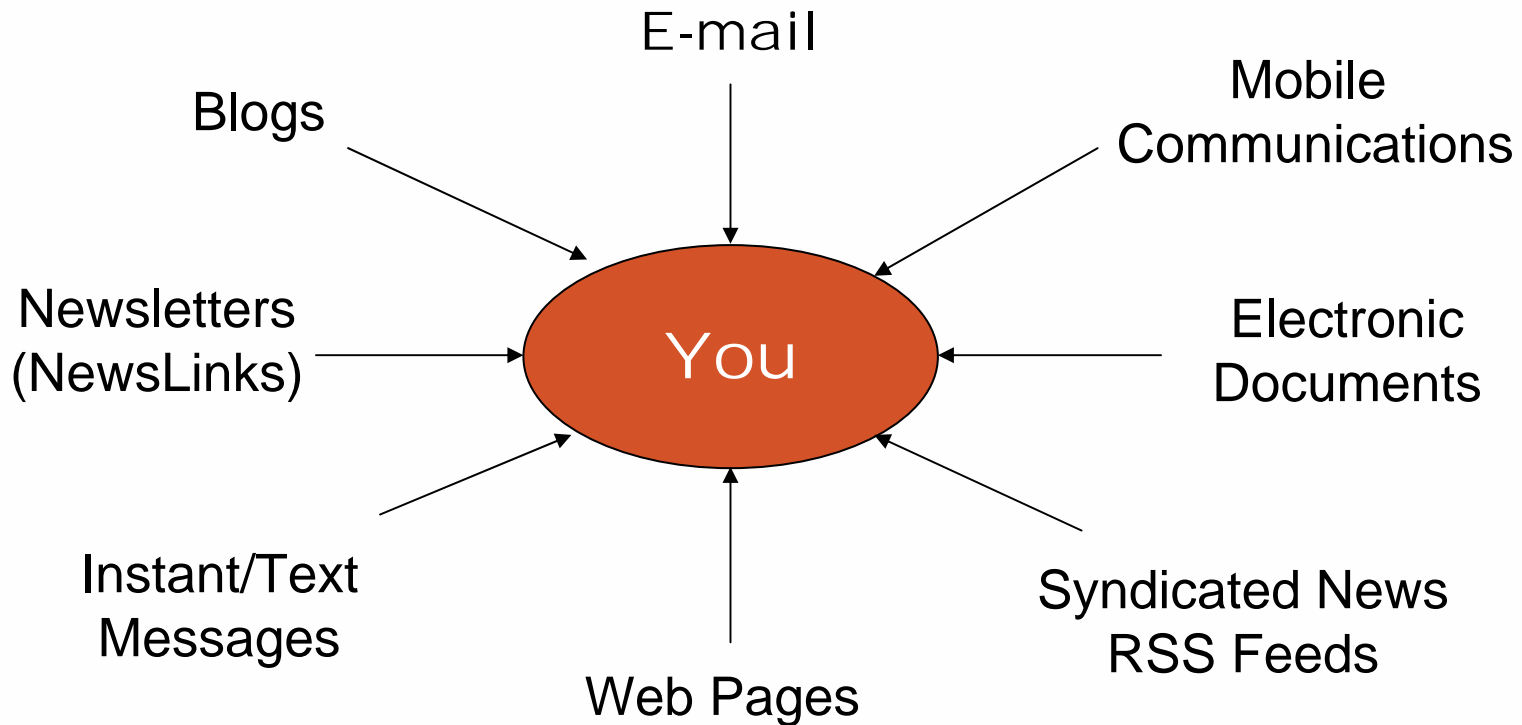 E-mail
Blogs
Mobile
Communications
Newsletters
(NewsLinks)
You
Electronic
Documents
Instant/Text
Messages
Syndicated News
RSS Feeds
Web Pages